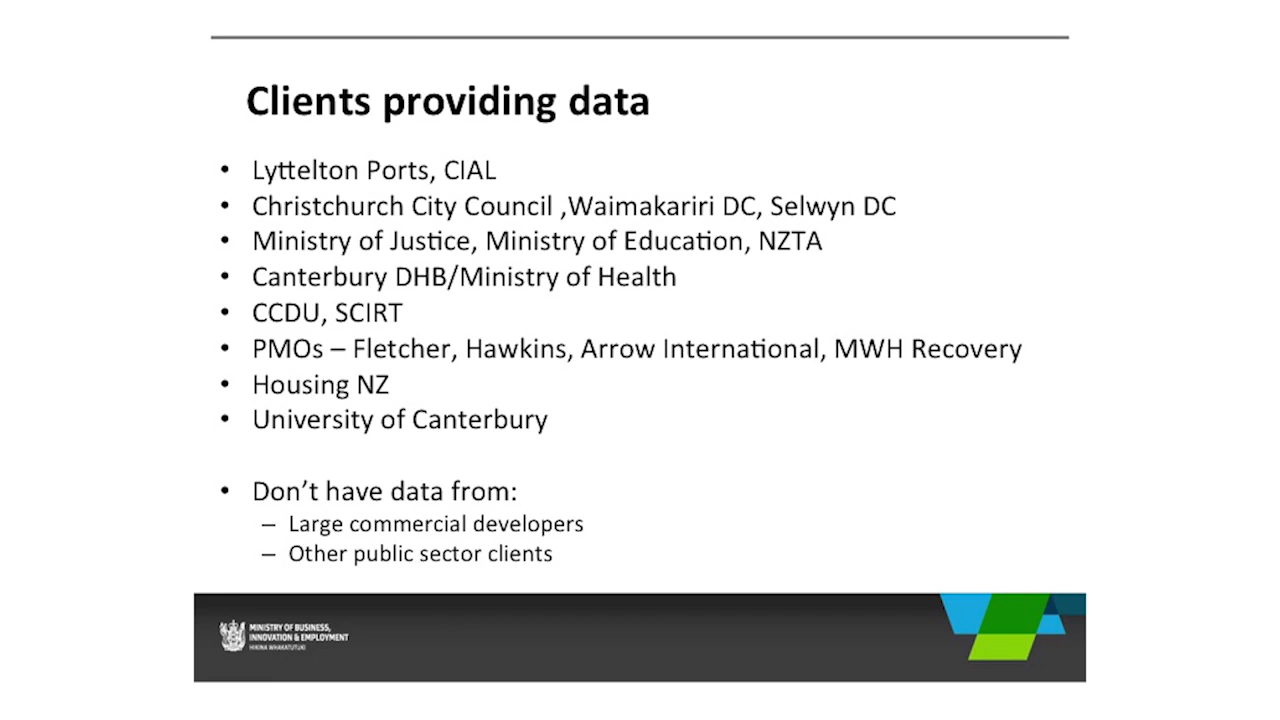 Clients providing data
• Lyttelton Ports, CIAL
• Christchurch City Council ,Waimakariri DC, Selwyn DC
• Ministry of Justice, Ministry of Education, NZTA
• Canterbury DHB/Ministry of Health
• CCDU, SCIRT
• PMOs – Fletcher, Hawkins, Arrow International, MWH Recovery
• Housing NZ
• University of Canterbury
• Don’t have data from:
– Large commercial developers
– Other public sector clients
MINISTRY OF BUSINESS,
INNOVATION & EMPLOYMENT
HIKINA WHAKATUTUKI